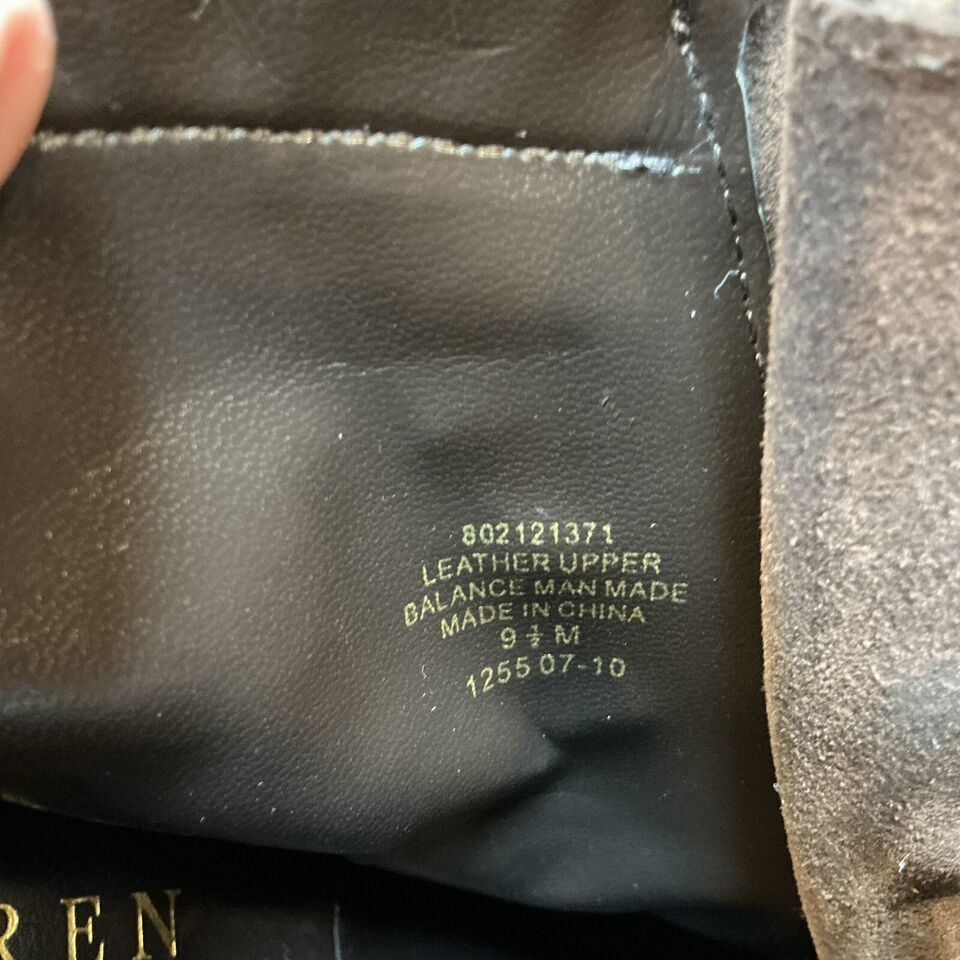 802121371
LEATHER UPPER
BALANCE MAN MADE
MADE IN CHINA
9 ½ M
1255 07-10
REN